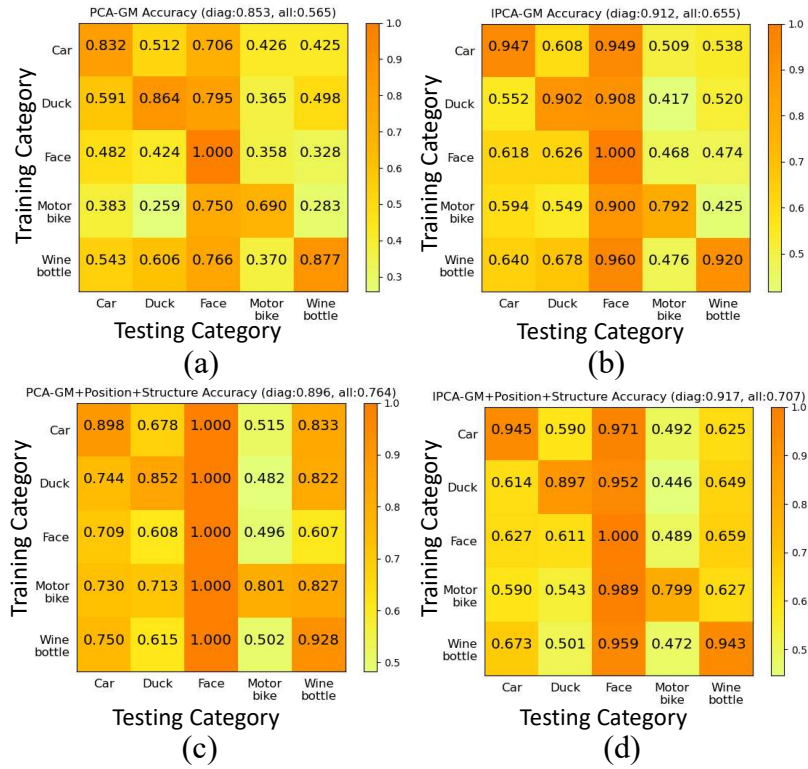 PCA-GM Accuracy (diag:0.853, all:0.565)
Training Category
Car 0.832 0.512 0.706 0.426 0.425
Duck 0.591 0.864 0.795 0.365 0.498
Face 0.482 0.424 1.000 0.358 0.328
Motor bike 0.383 0.259 0.750 0.690 0.283
Wine bottle 0.543 0.606 0.766 0.370 0.877
Car Duck Face Motor bike Wine bottle
Testing Category
1.0
0.9
0.8
0.7
0.6
0.5
0.4
0.3
(a)
IPCA-GM Accuracy (diag:0.912, all:0.655)
Training Category
Car 0.947 0.608 0.949 0.509 0.538
Duck 0.552 0.902 0.908 0.417 0.520
Face 0.618 0.626 1.000 0.468 0.474
Motor bike 0.594 0.549 0.900 0.792 0.425
Wine bottle 0.640 0.678 0.960 0.476 0.920
Car Duck Face Motor bike Wine bottle
Testing Category
1.0
0.9
0.8
0.7
0.6
0.5
(b)
PCA-GM+Position+Structure Accuracy (diag:0.896, all:0.764)
Training Category
Car 0.898 0.678 1.000 0.515 0.833
Duck 0.744 0.852 1.000 0.482 0.822
Face 0.709 0.608 1.000 0.496 0.607
Motor bike 0.730 0.713 1.000 0.801 0.827
Wine bottle 0.750 0.615 1.000 0.502 0.928
Car Duck Face Motor bike Wine bottle
Testing Category
1.0
0.9
0.8
0.7
0.6
0.5
(c)
IPCA-GM+Position+Structure Accuracy (diag:0.917, all:0.707)
Training Category
Car 0.945 0.590 0.971 0.492 0.625
Duck 0.614 0.897 0.952 0.446 0.649
Face 0.627 0.611 1.000 0.489 0.659
Motor bike 0.590 0.543 0.989 0.799 0.627
Wine bottle 0.673 0.501 0.959 0.472 0.943
Car Duck Face Motor bike Wine bottle
Testing Category
1.0
0.9
0.8
0.7
0.6
0.5
(d)